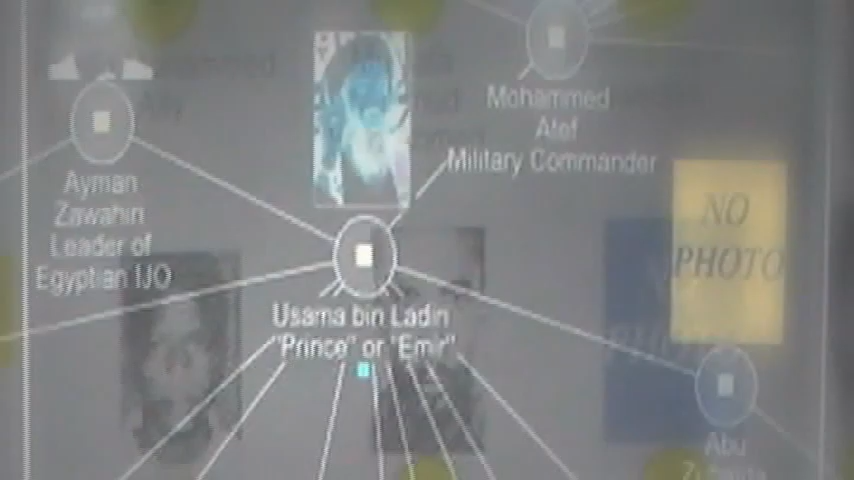 Mohammed
Atef
Military Commander
Ayman
Zawahiri
Leader of
Egyptian IJO
NO
PHOTO
Usama bin Ladin
"Prince" or "Emir"
Abu